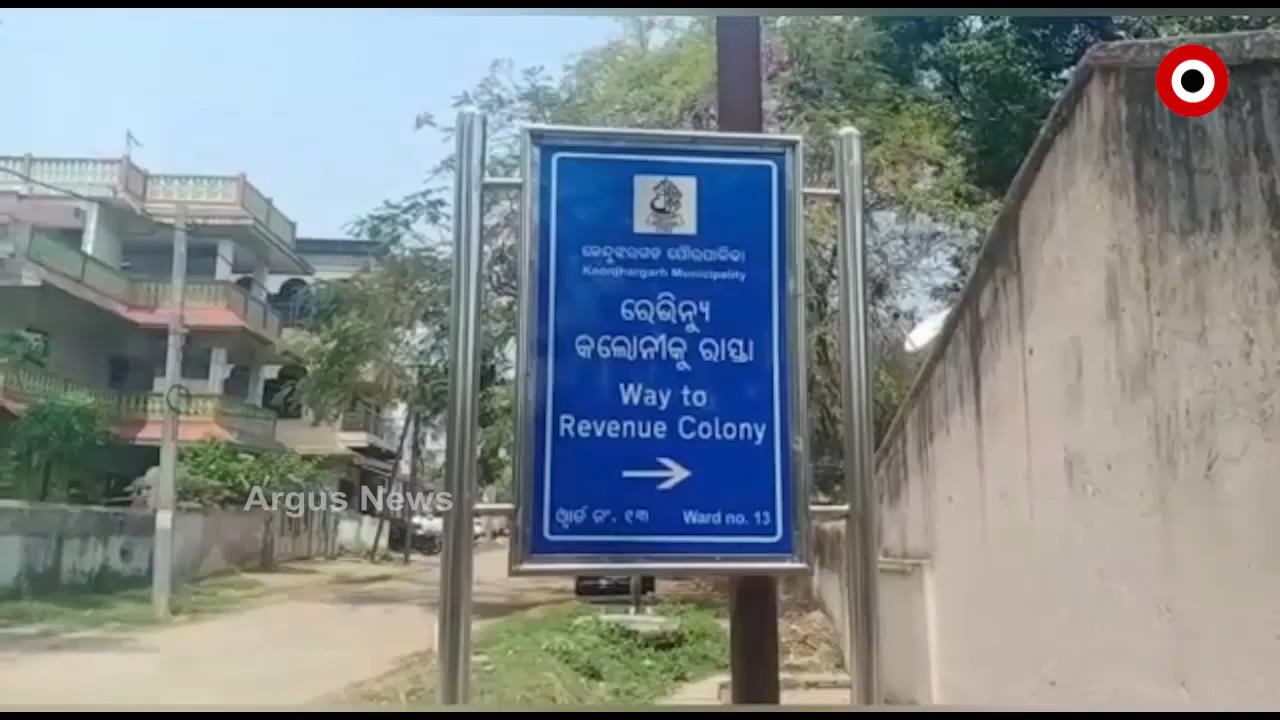 କେନ୍ଦୁଝରଗଡ ପୌରପାଳିକା
Keonjhargarh Municipality
ରେଭିନ୍ୟୁ
କଲୋନୀକୁ ରାସ୍ତା
Way to
Revenue Colony
ୱାର୍ଡ ନଂ. ୧୩ Ward no. 13
Argus News